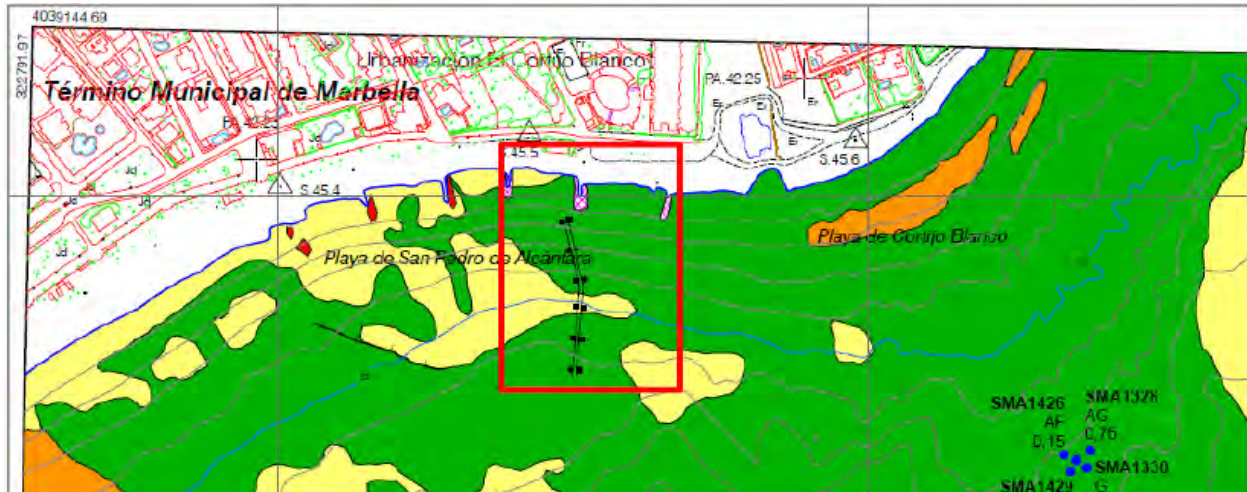 4039144.69
322791.97
Urbanización El Cortijo Blanco
Término Municipal de Marbella
PA.42.25
S.45.5
S.45.6
S.45.4
Playa de San Pedro de Alcántara
Playa de Cortijo Blanco
SMA1426
AF
0,15
SMA1328
AG
0,75
SMA1330
G
SMA1429